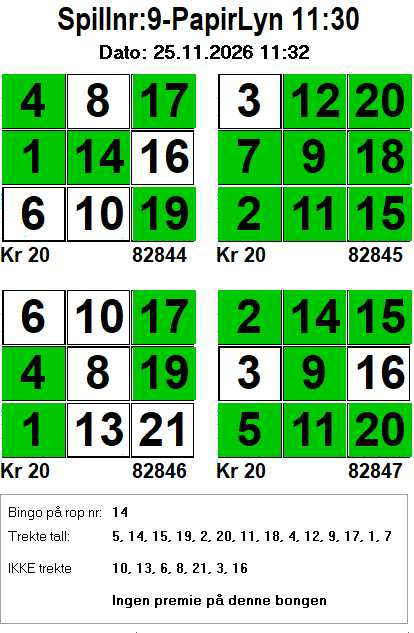 Spillnr:9-PapirLyn 11:30
Dato: 25.11.2026 11:32
4 8 17
1 14 16
6 10 19
Kr 20 82844
3 12 20
7 9 18
2 11 15
Kr 20 82845
6 10 17
4 8 19
1 13 21
Kr 20 82846
2 14 15
3 9 16
5 11 20
Kr 20 82847
Bingo på rop nr: 14
Trekte tall: 5, 14, 15, 19, 2, 20, 11, 18, 4, 12, 9, 17, 1, 7
IKKE trekte 10, 13, 6, 8, 21, 3, 16
Ingen premie på denne bongen